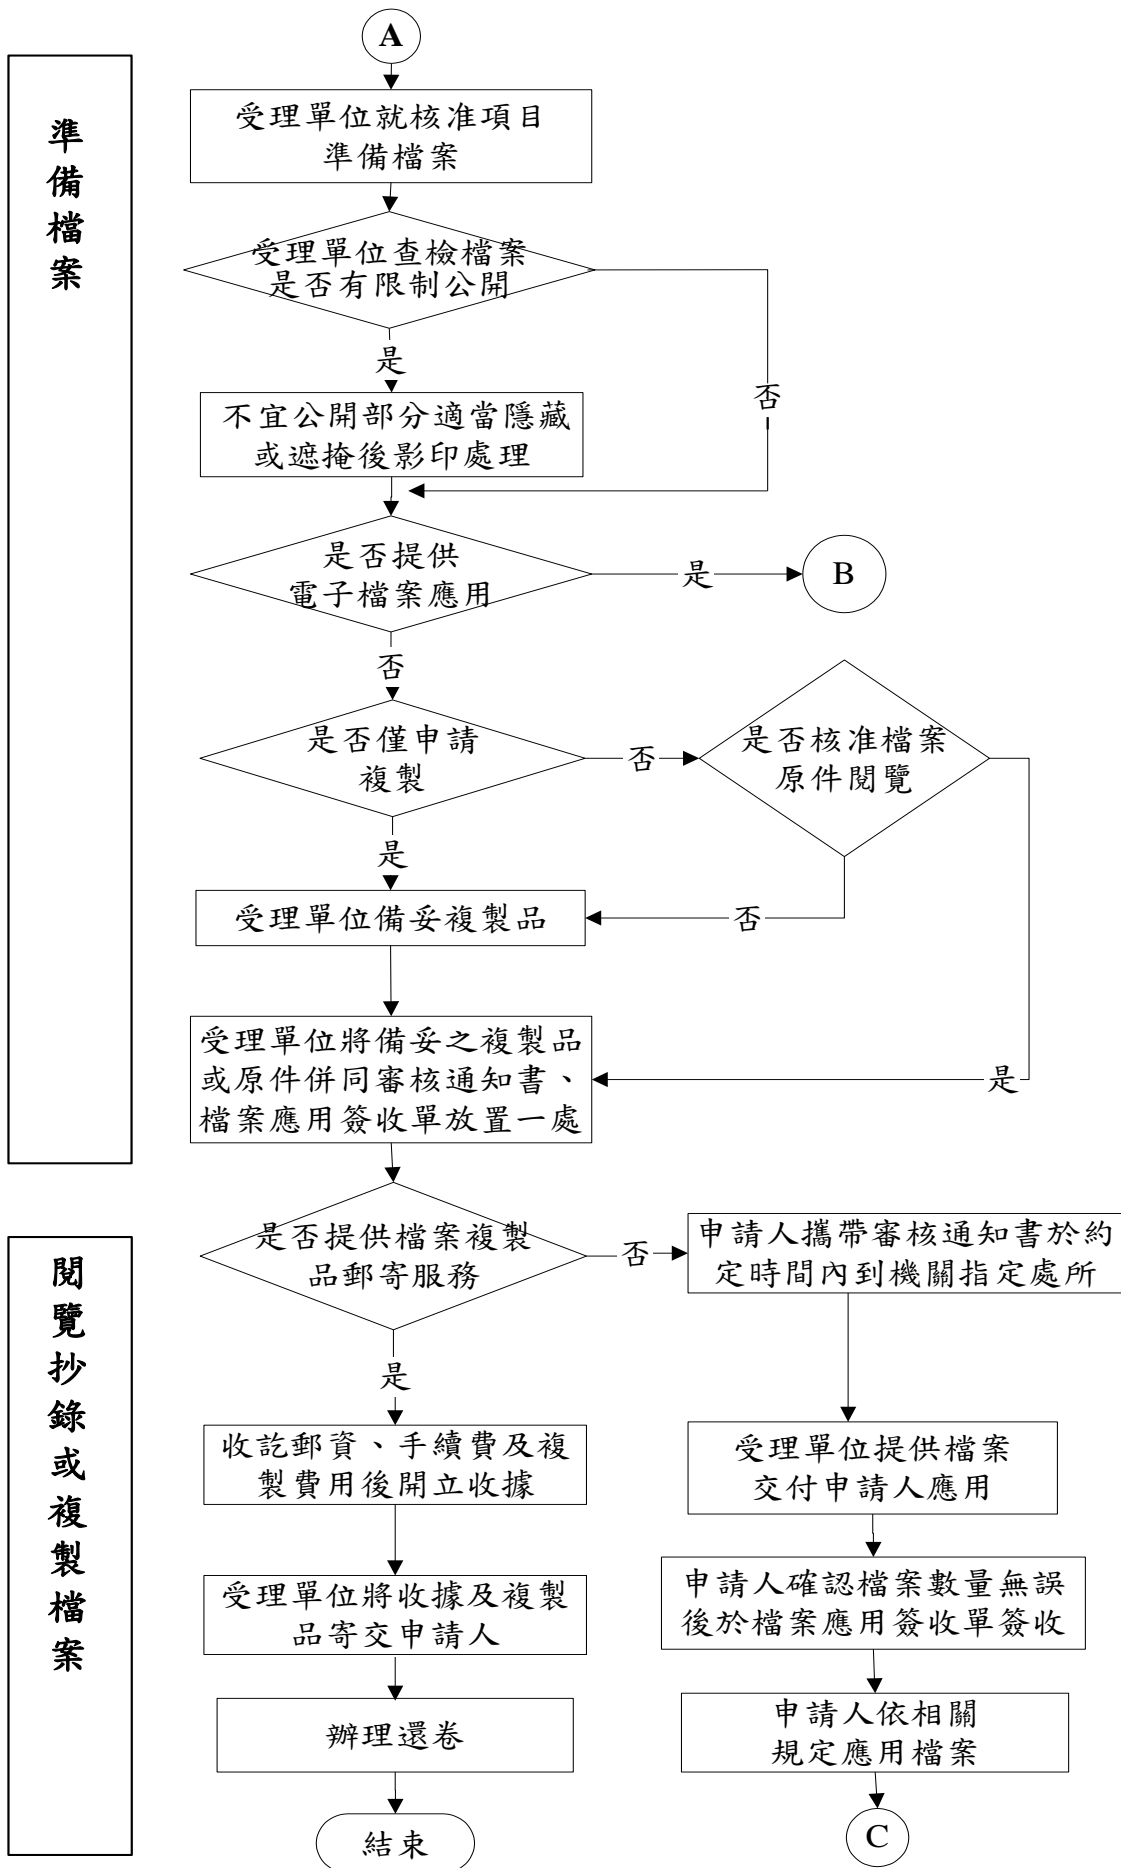 A
準備檔案
受理單位就核准項目
準備檔案
受理單位查檢檔案
是否有限制公開
是
否
不宜公開部分適當隱藏
或遮掩後影印處理
是否提供
電子檔案應用
是
B
否
是否僅申請
複製
否
是否核准檔案
原件閱覽
是
否
受理單位備妥複製品
受理單位將備妥之複製品
或原件併同審核通知書、
檔案應用簽收單放置一處
是
閱覽抄錄或複製檔案
是否提供檔案複製
品郵寄服務
否
申請人攜帶審核通知書於約
定時間內到機關指定處所
是
收訖郵資、手續費及複
製費用後開立收據
受理單位提供檔案
交付申請人應用
受理單位將收據及複製
品寄交申請人
申請人確認檔案數量無誤
後於檔案應用簽收單簽收
辦理還卷
申請人依相關
規定應用檔案
結束
C